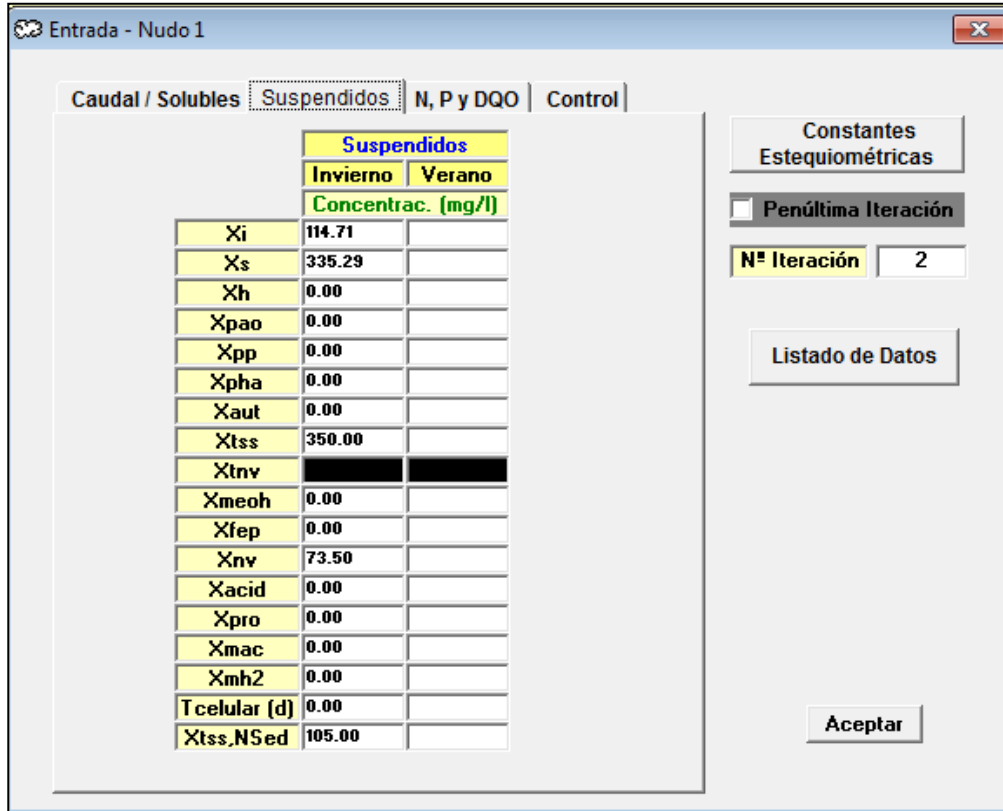 Entrada - Nudo 1
Caudal / Solubles Suspendidos N, P y DQO Control
Suspendidos
Invierno Verano
Concentrac. (mg/l)
Xi 114.71
Xs 335.29
Xh 0.00
Xpao 0.00
Xpp 0.00
Xpha 0.00
Xaut 0.00
Xtss 350.00
Xtnv
Xmeoh 0.00
Xfep 0.00
Xnv 73.50
Xacid 0.00
Xpro 0.00
Xmac 0.00
Xmh2 0.00
Tcelular (d) 0.00
Xtss,NSed 105.00
Constantes
Estequiométricas
Penúltima Iteración
Nª Iteración 2
Listado de Datos
Aceptar